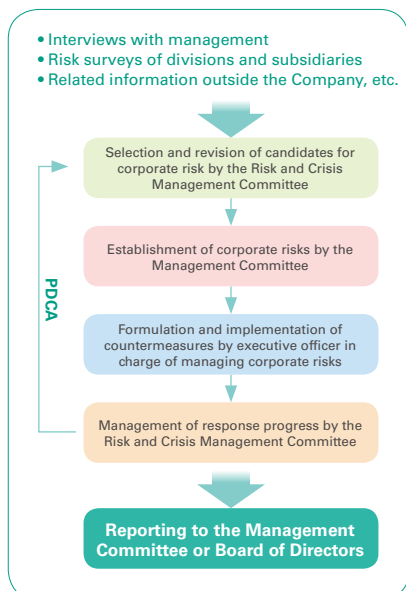 • Interviews with management
• Risk surveys of divisions and subsidiaries
• Related information outside the Company, etc.
Selection and revision of candidates for
corporate risk by the Risk and Crisis
Management Committee
Establishment of corporate risks by the
Management Committee
PDCA
Formulation and implementation of
countermeasures by executive officer in
charge of managing corporate risks
Management of response progress by the
Risk and Crisis Management Committee
Reporting to the Management
Committee or Board of Directors